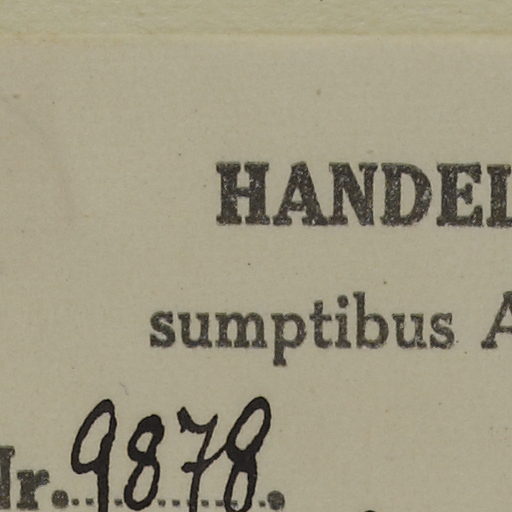 HANDEL
sumptibus A
Nr. 9878.